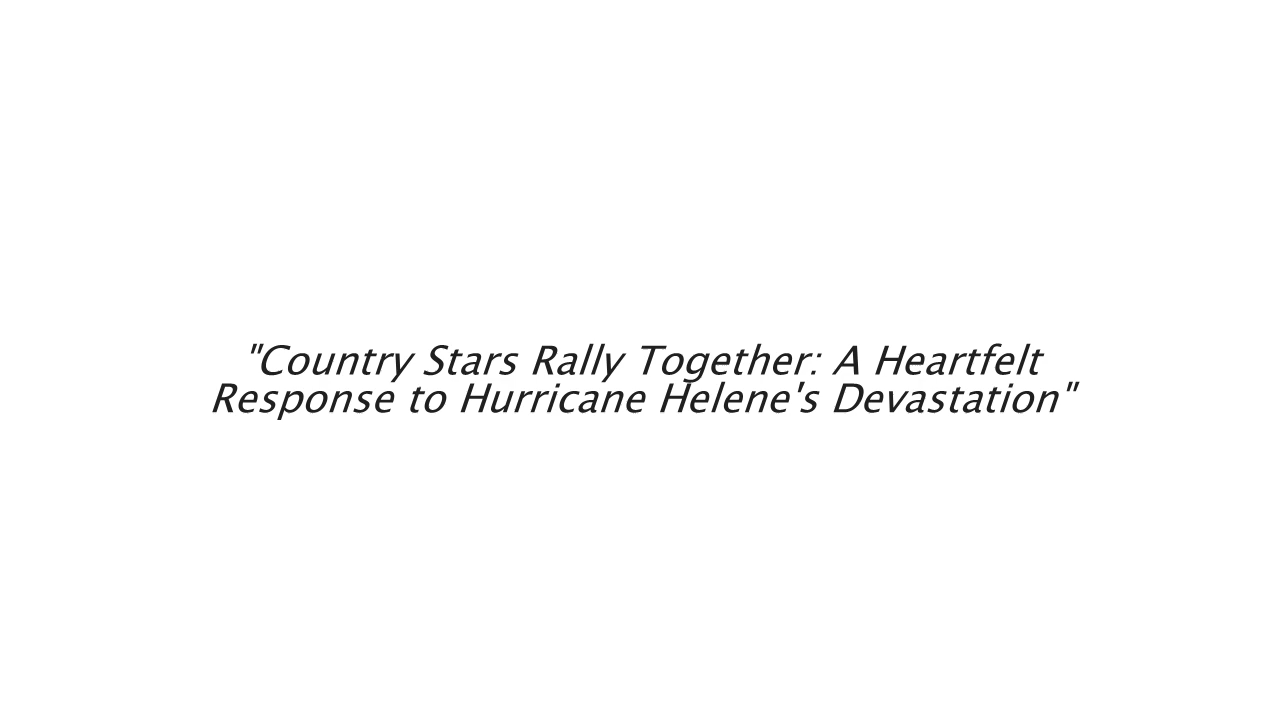 "Country Stars Rally Together: A Heartfelt
Response to Hurricane Helene's Devastation"